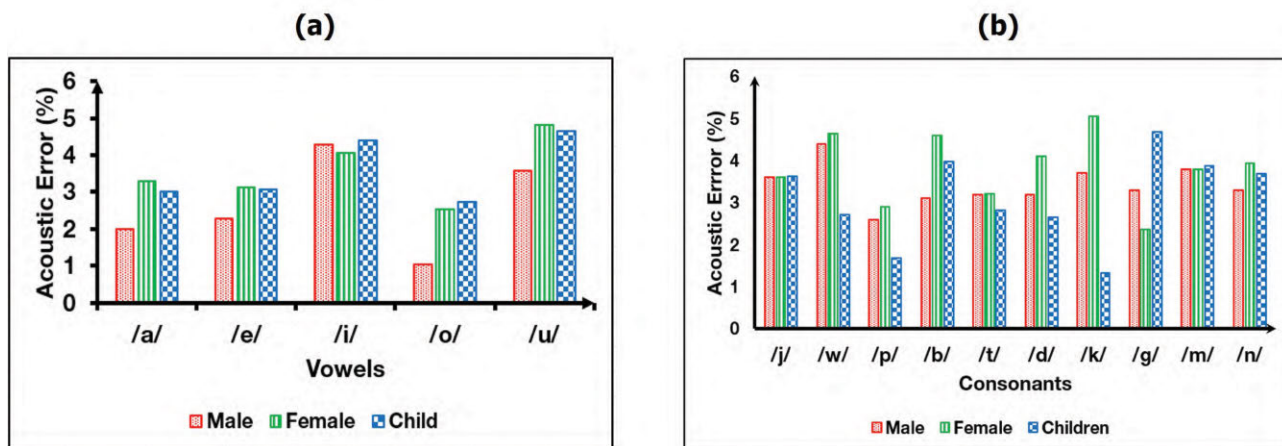 (a)
Acoustic Error (%)
6
5
4
3
2
1
0
/a/ /e/ /i/ /o/ /u/
Vowels
Male Female Child
(b)
Acoustic Errror (%)
6
5
4
3
2
1
0
/j/ /w/ /p/ /b/ /t/ /d/ /k/ /g/ /m/ /n/
Consonants
Male Female Children